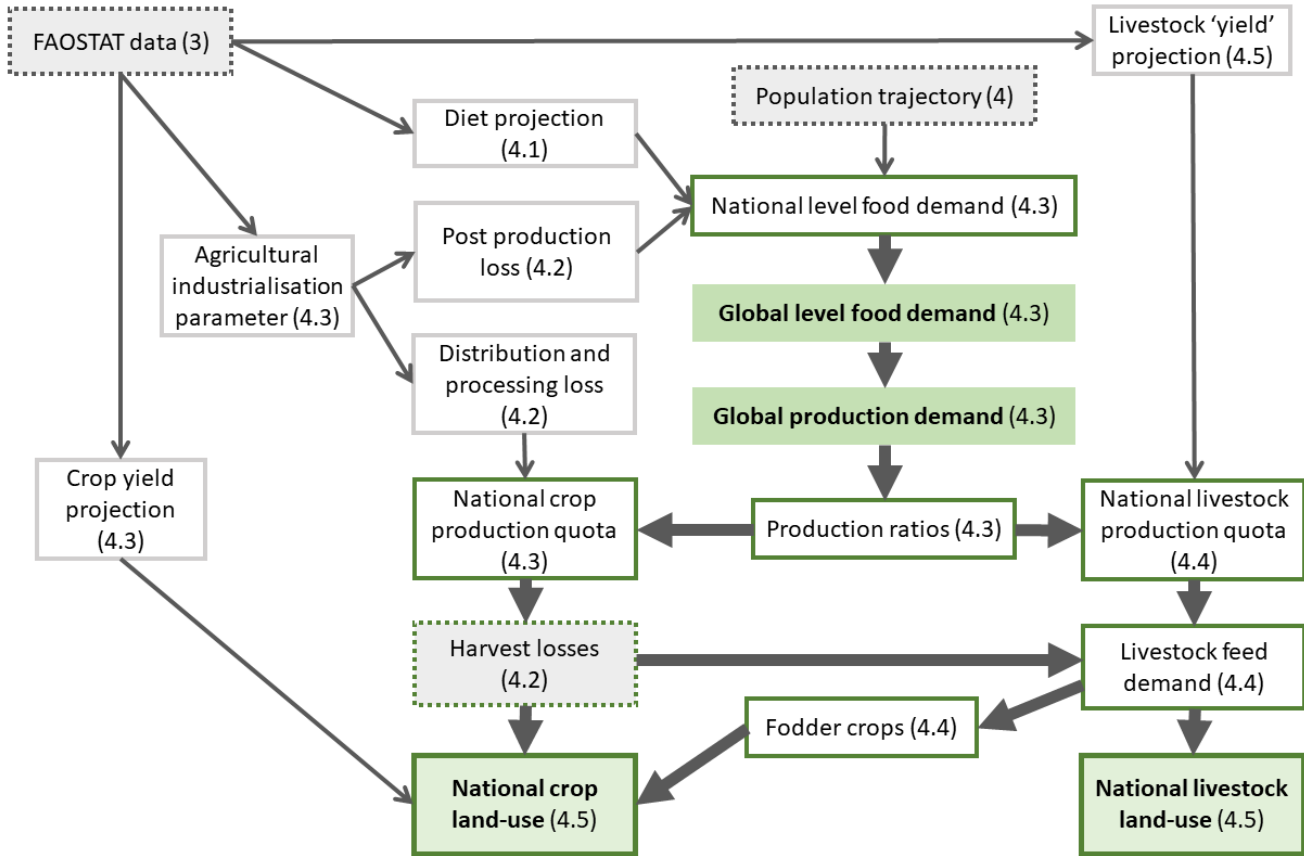 FAOSTAT data (3)
Livestock ‘yield’
projection (4.5)
Population trajectory (4)
Diet projection
(4.1)
National level food demand (4.3)
Post production
loss (4.2)
Agricultural
industrialisation
parameter (4.3)
Global level food demand (4.3)
Distribution and
processing loss
(4.2)
Global production demand (4.3)
Crop yield
projection
(4.3)
National crop
production quota
(4.3)
Production ratios (4.3)
National livestock
production quota
(4.4)
Harvest losses
(4.2)
Livestock feed
demand (4.4)
Fodder crops (4.4)
National crop
land-use (4.5)
National livestock
land-use (4.5)